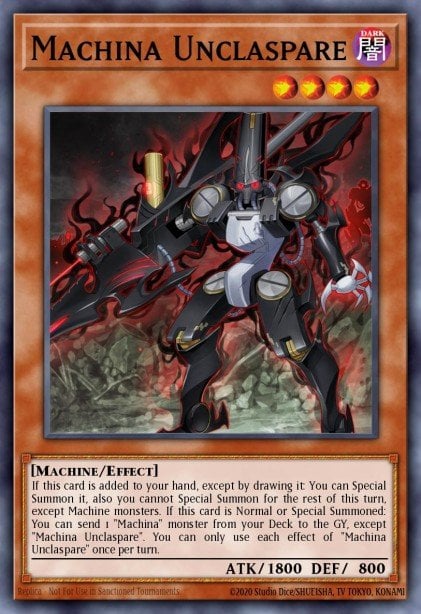 Machina Unclaspare
DARK
闇
[Machine/Effect]
If this card is added to your hand, except by drawing it: You can Special
Summon it, also you cannot Special Summon for the rest of this turn,
except Machine monsters. If this card is Normal or Special Summoned:
You can send 1 "Machina" monster from your Deck to the GY, except
"Machina Unclaspare". You can only use each effect of "Machina
Unclaspare" once per turn.
ATK/1800 DEF/ 800
Replica - Not For Use in Sanctioned Tournaments
©2020 Studio Dice/SHUEISHA, TV TOKYO, KONAMI